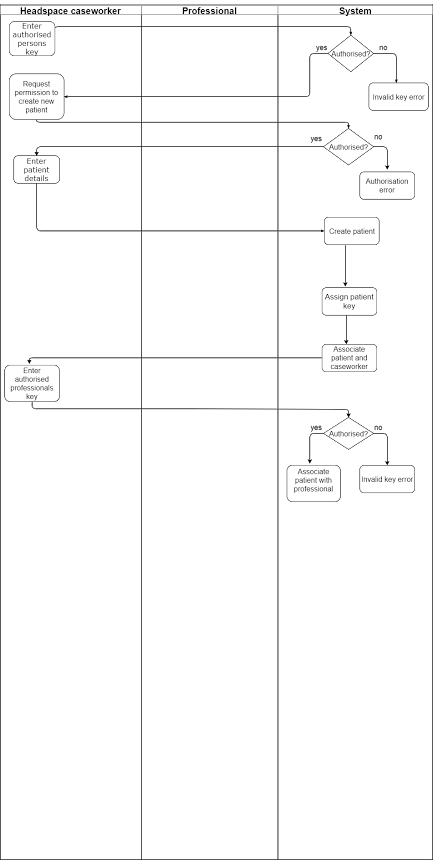 Headspace caseworker
Professional
System
Enter
authorised
persons
key
yes
Authorised?
no
Request
permission to
create new
patient
Invalid key error
yes
Authorised?
no
Enter
patient
details
Authorisation
error
Create patient
Assign patient
key
Associate
patient and
caseworker
Enter
authorised
professionals
key
yes
Authorised?
no
Associate
patient with
professional
Invalid key error